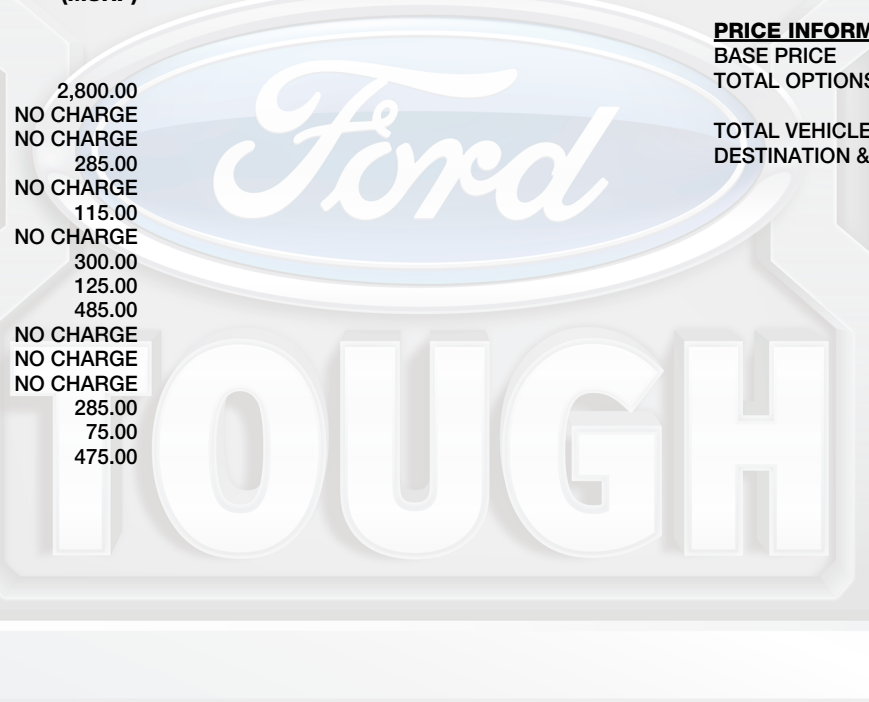 (MSRP)
2,800.00
NO CHARGE
NO CHARGE
285.00
NO CHARGE
115.00
NO CHARGE
300.00
125.00
485.00
NO CHARGE
NO CHARGE
NO CHARGE
285.00
75.00
475.00
PRICE INFORM
BASE PRICE
TOTAL OPTIONS
TOTAL VEHICLE
DESTINATION &
Ford
TOUGH